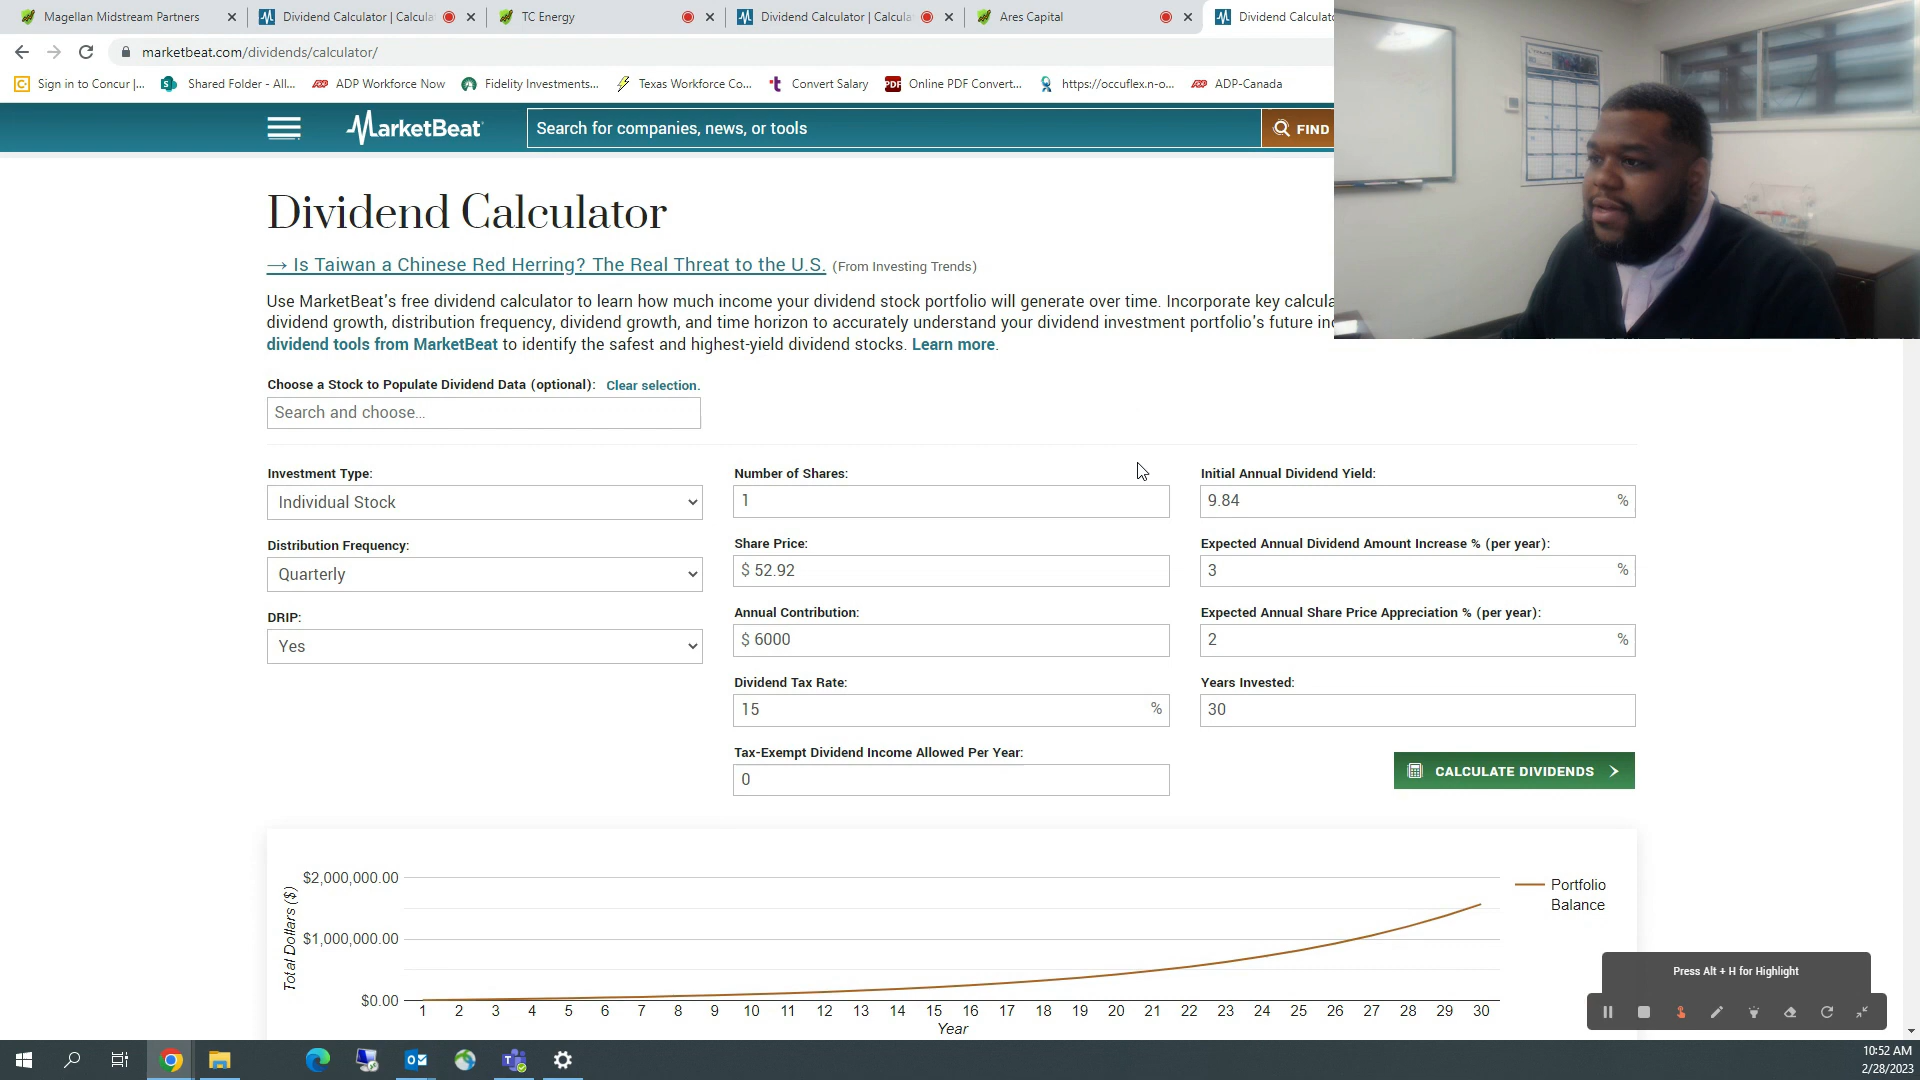 Magellan Midstream Partners
Dividend Calculator | Calcula
TC Energy
Dividend Calculator | Calcula
Ares Capital
Dividend Calculato
marketbeat.com/dividends/calculator/
Sign in to Concur |...
Shared Folder - All...
ADP Workforce Now
Fidelity Investments...
Texas Workforce Co...
Convert Salary
PDF
Online PDF Convert...
https://occuflex.n-o...
ADP-Canada
MarketBeat
Search for companies, news, or tools
FIND
Dividend Calculator
→ Is Taiwan a Chinese Red Herring? The Real Threat to the U.S. (From Investing Trends)
Use MarketBeat's free dividend calculator to learn how much income your dividend stock portfolio will generate over time. Incorporate key calcula
dividend growth, distribution frequency, dividend growth, and time horizon to accurately understand your dividend investment portfolio's future in
dividend tools from MarketBeat to identify the safest and highest-yield dividend stocks. Learn more.
Choose a Stock to Populate Dividend Data (optional): Clear selection.
Search and choose...
Investment Type:
Individual Stock
Distribution Frequency:
Quarterly
DRIP:
Yes
Number of Shares:
1
Share Price:
$ 52.92
Annual Contribution:
$ 6000
Dividend Tax Rate:
15 %
Tax-Exempt Dividend Income Allowed Per Year:
0
Initial Annual Dividend Yield:
9.84 %
Expected Annual Dividend Amount Increase % (per year):
3 %
Expected Annual Share Price Appreciation % (per year):
2 %
Years Invested:
30
CALCULATE DIVIDENDS
Total Dollars ($)
$2,000,000.00
$1,000,000.00
$0.00
1 2 3 4 5 6 7 8 9 10 11 12 13 14 15 16 17 18 19 20 21 22 23 24 25 26 27 28 29 30
Year
Portfolio
Balance
Press Alt + H for Highlight
10:52 AM
2/28/2023